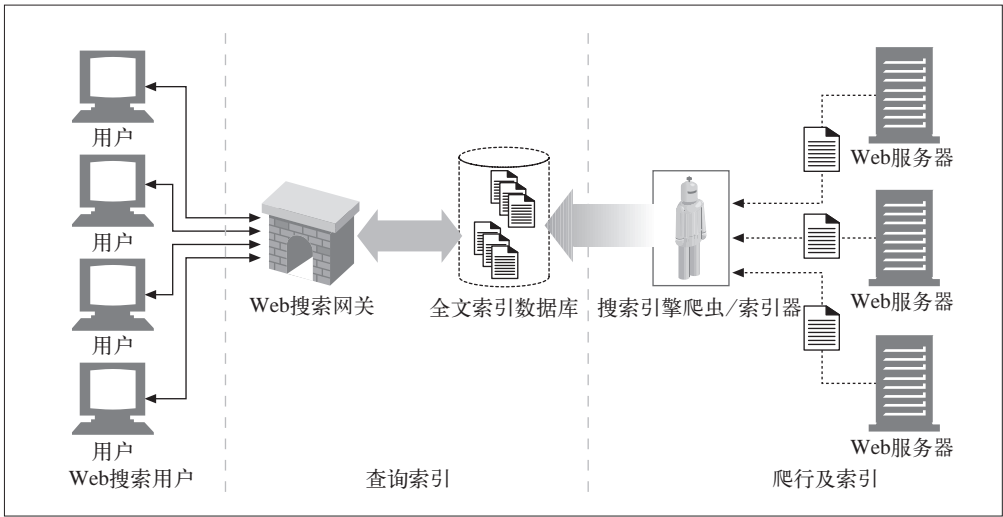 用户
用户
用户
用户
Web搜索用户
Web搜索网关
全文索引数据库
查询索引
搜索引擎爬虫/索引器
Web服务器
Web服务器
Web服务器
爬行及索引